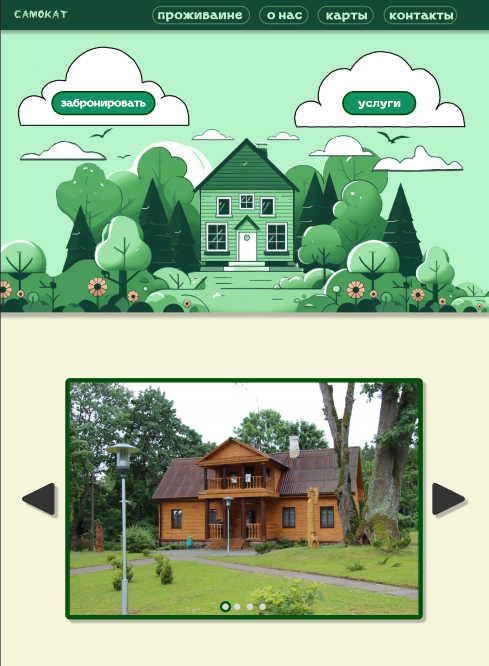 САМОКАТ
проживаине
о нас
карты
контакты
забронировать
услуги